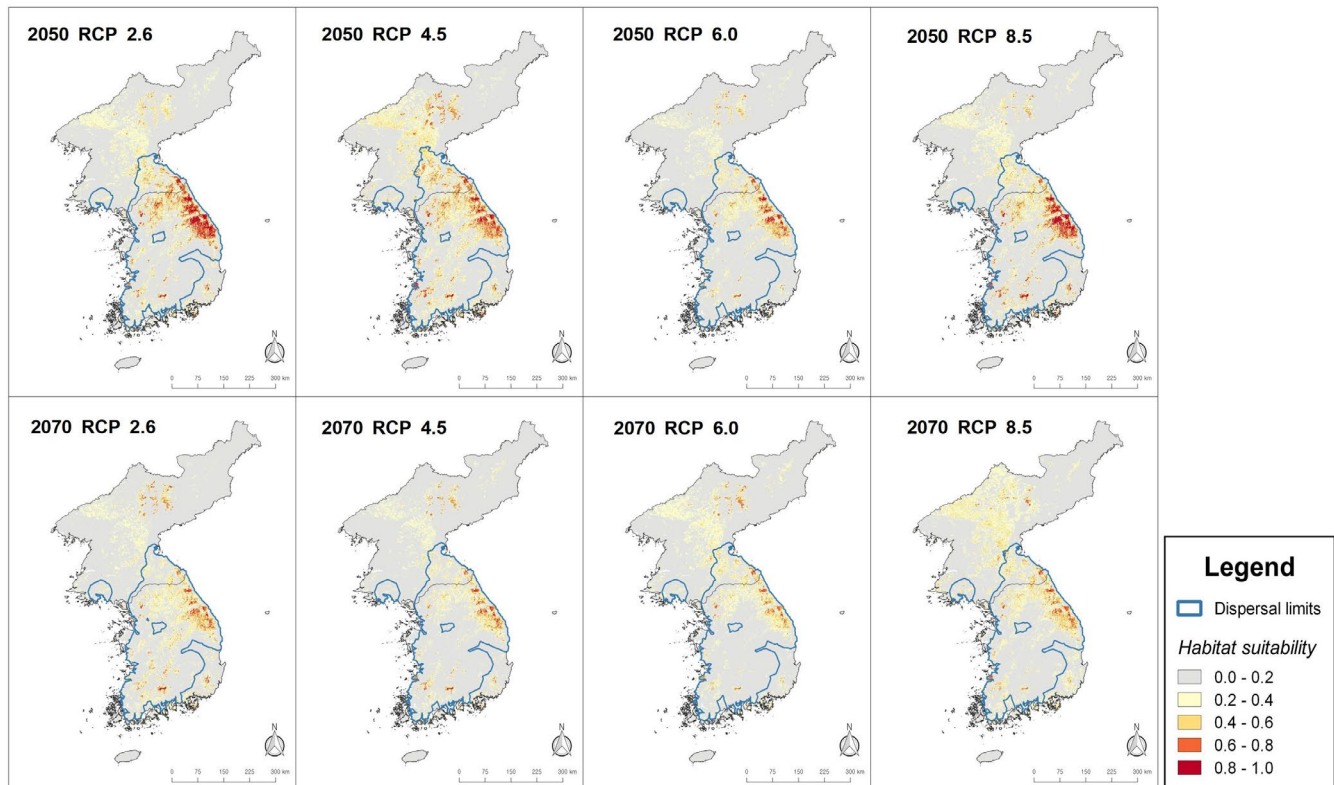 2050 RCP 2.6
2050 RCP 4.5
2050 RCP 6.0
2050 RCP 8.5
N
0 75 150 225 300 km
N
0 75 150 225 300 km
N
0 75 150 225 300 km
N
0 75 150 225 300 km
2070 RCP 2.6
2070 RCP 4.5
2070 RCP 6.0
2070 RCP 8.5
N
0 75 150 225 300 km
N
0 75 150 225 300 km
N
0 75 150 225 300 km
N
0 75 150 225 300 km
Legend
Dispersal limits
Habitat suitability
0.0 - 0.2
0.2 - 0.4
0.4 - 0.6
0.6 - 0.8
0.8 - 1.0